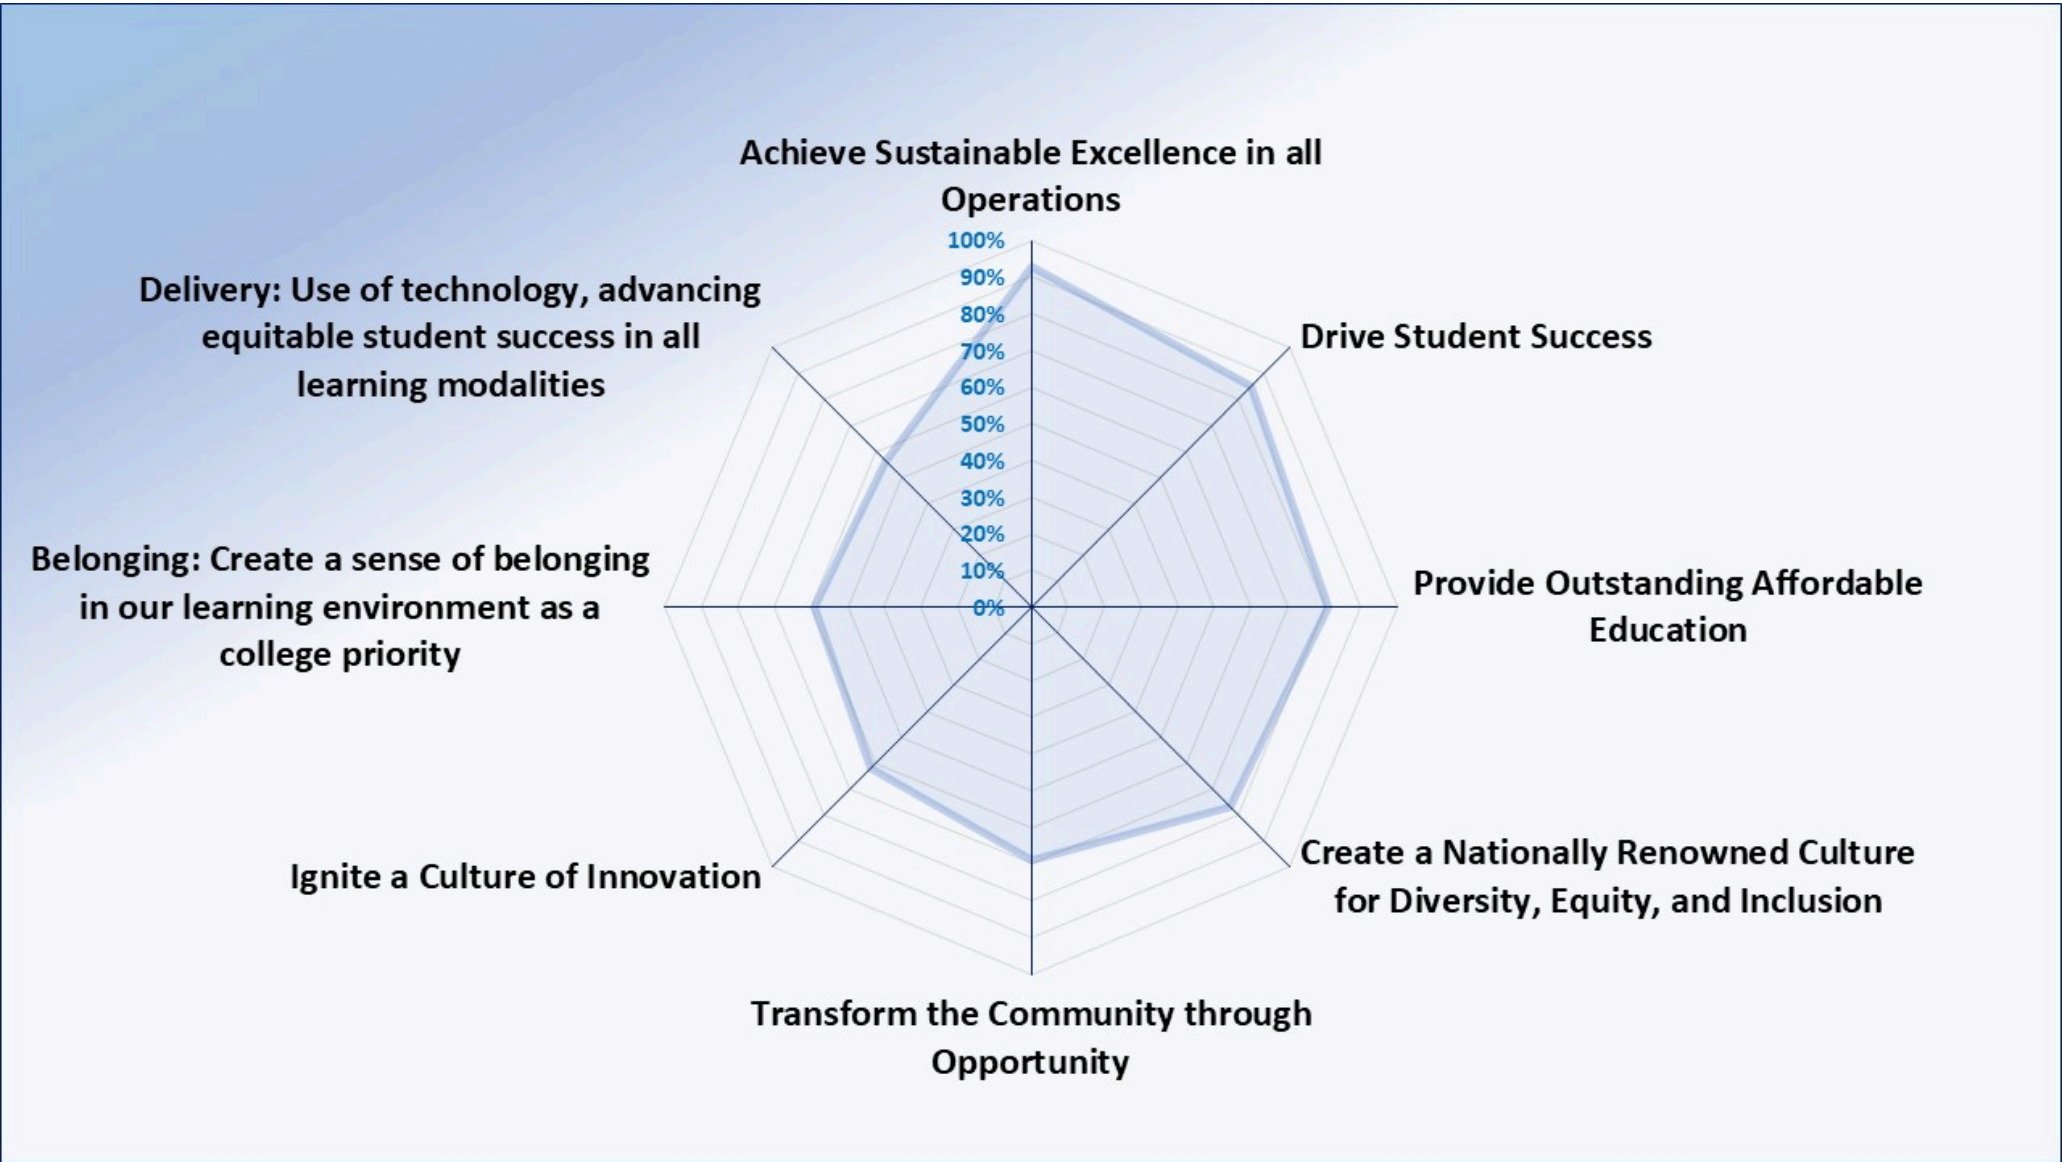 Achieve Sustainable Excellence in all
Operations
100%
90%
80%
70%
60%
50%
40%
30%
20%
10%
0%
Drive Student Success
Provide Outstanding Affordable
Education
Create a Nationally Renowned Culture
for Diversity, Equity, and Inclusion
Transform the Community through
Opportunity
Ignite a Culture of Innovation
Belonging: Create a sense of belonging
in our learning environment as a
college priority
Delivery: Use of technology, advancing
equitable student success in all
learning modalities